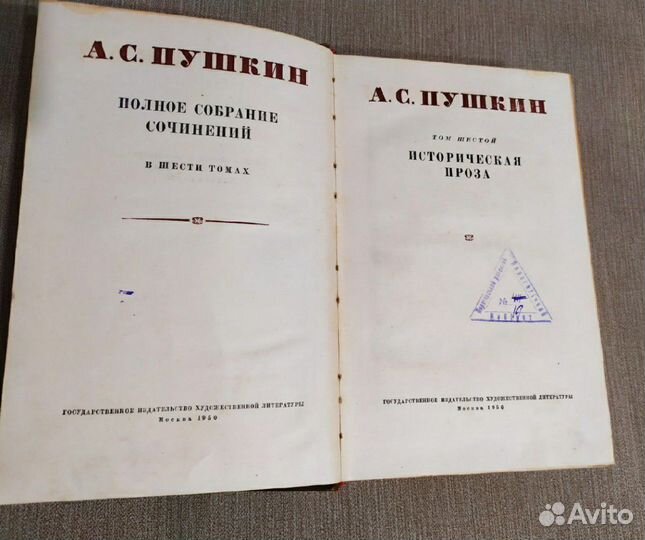 А. С. ПУШКИН
ПОЛНОЕ СОБРАНИЕ
СОЧИНЕНИЙ
В ШЕСТИ ТОМАХ
ГОСУДАРСТВЕННОЕ ИЗДАТЕЛЬСТВО ХУДОЖЕСТВЕННОЙ ЛИТЕРАТУРЫ
Москва 1950
А. С. ПУШКИН
ТОМ ШЕСТОЙ
ИСТОРИЧЕСКАЯ
ПРОЗА
№
ГОСУДАРСТВЕННОЕ ИЗДАТЕЛЬСТВО ХУДОЖЕСТВЕННОЙ ЛИТЕРАТУРЫ
Москва 1950
Avito